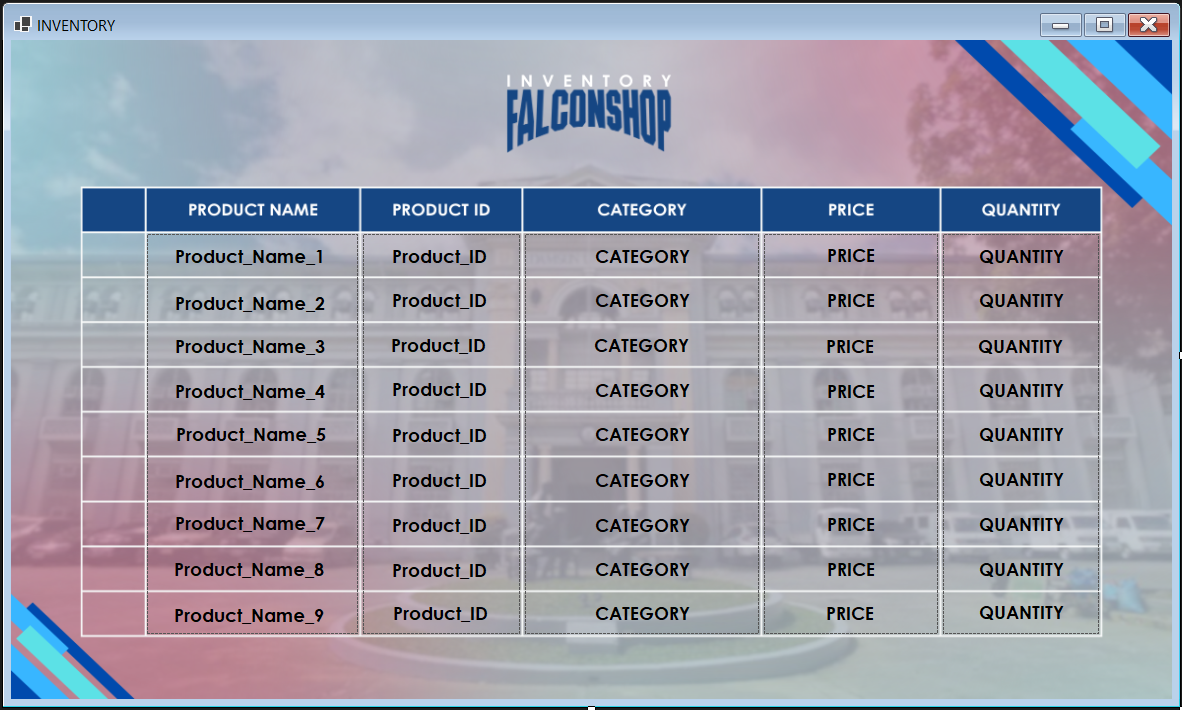 INVENTORY
INVENTORY
FALCONSHOP
PRODUCT NAME PRODUCT ID CATEGORY PRICE QUANTITY
Product_Name_1 Product_ID CATEGORY PRICE QUANTITY
Product_Name_2 Product_ID CATEGORY PRICE QUANTITY
Product_Name_3 Product_ID CATEGORY PRICE QUANTITY
Product_Name_4 Product_ID CATEGORY PRICE QUANTITY
Product_Name_5 Product_ID CATEGORY PRICE QUANTITY
Product_Name_6 Product_ID CATEGORY PRICE QUANTITY
Product_Name_7 Product_ID CATEGORY PRICE QUANTITY
Product_Name_8 Product_ID CATEGORY PRICE QUANTITY
Product_Name_9 Product_ID CATEGORY PRICE QUANTITY